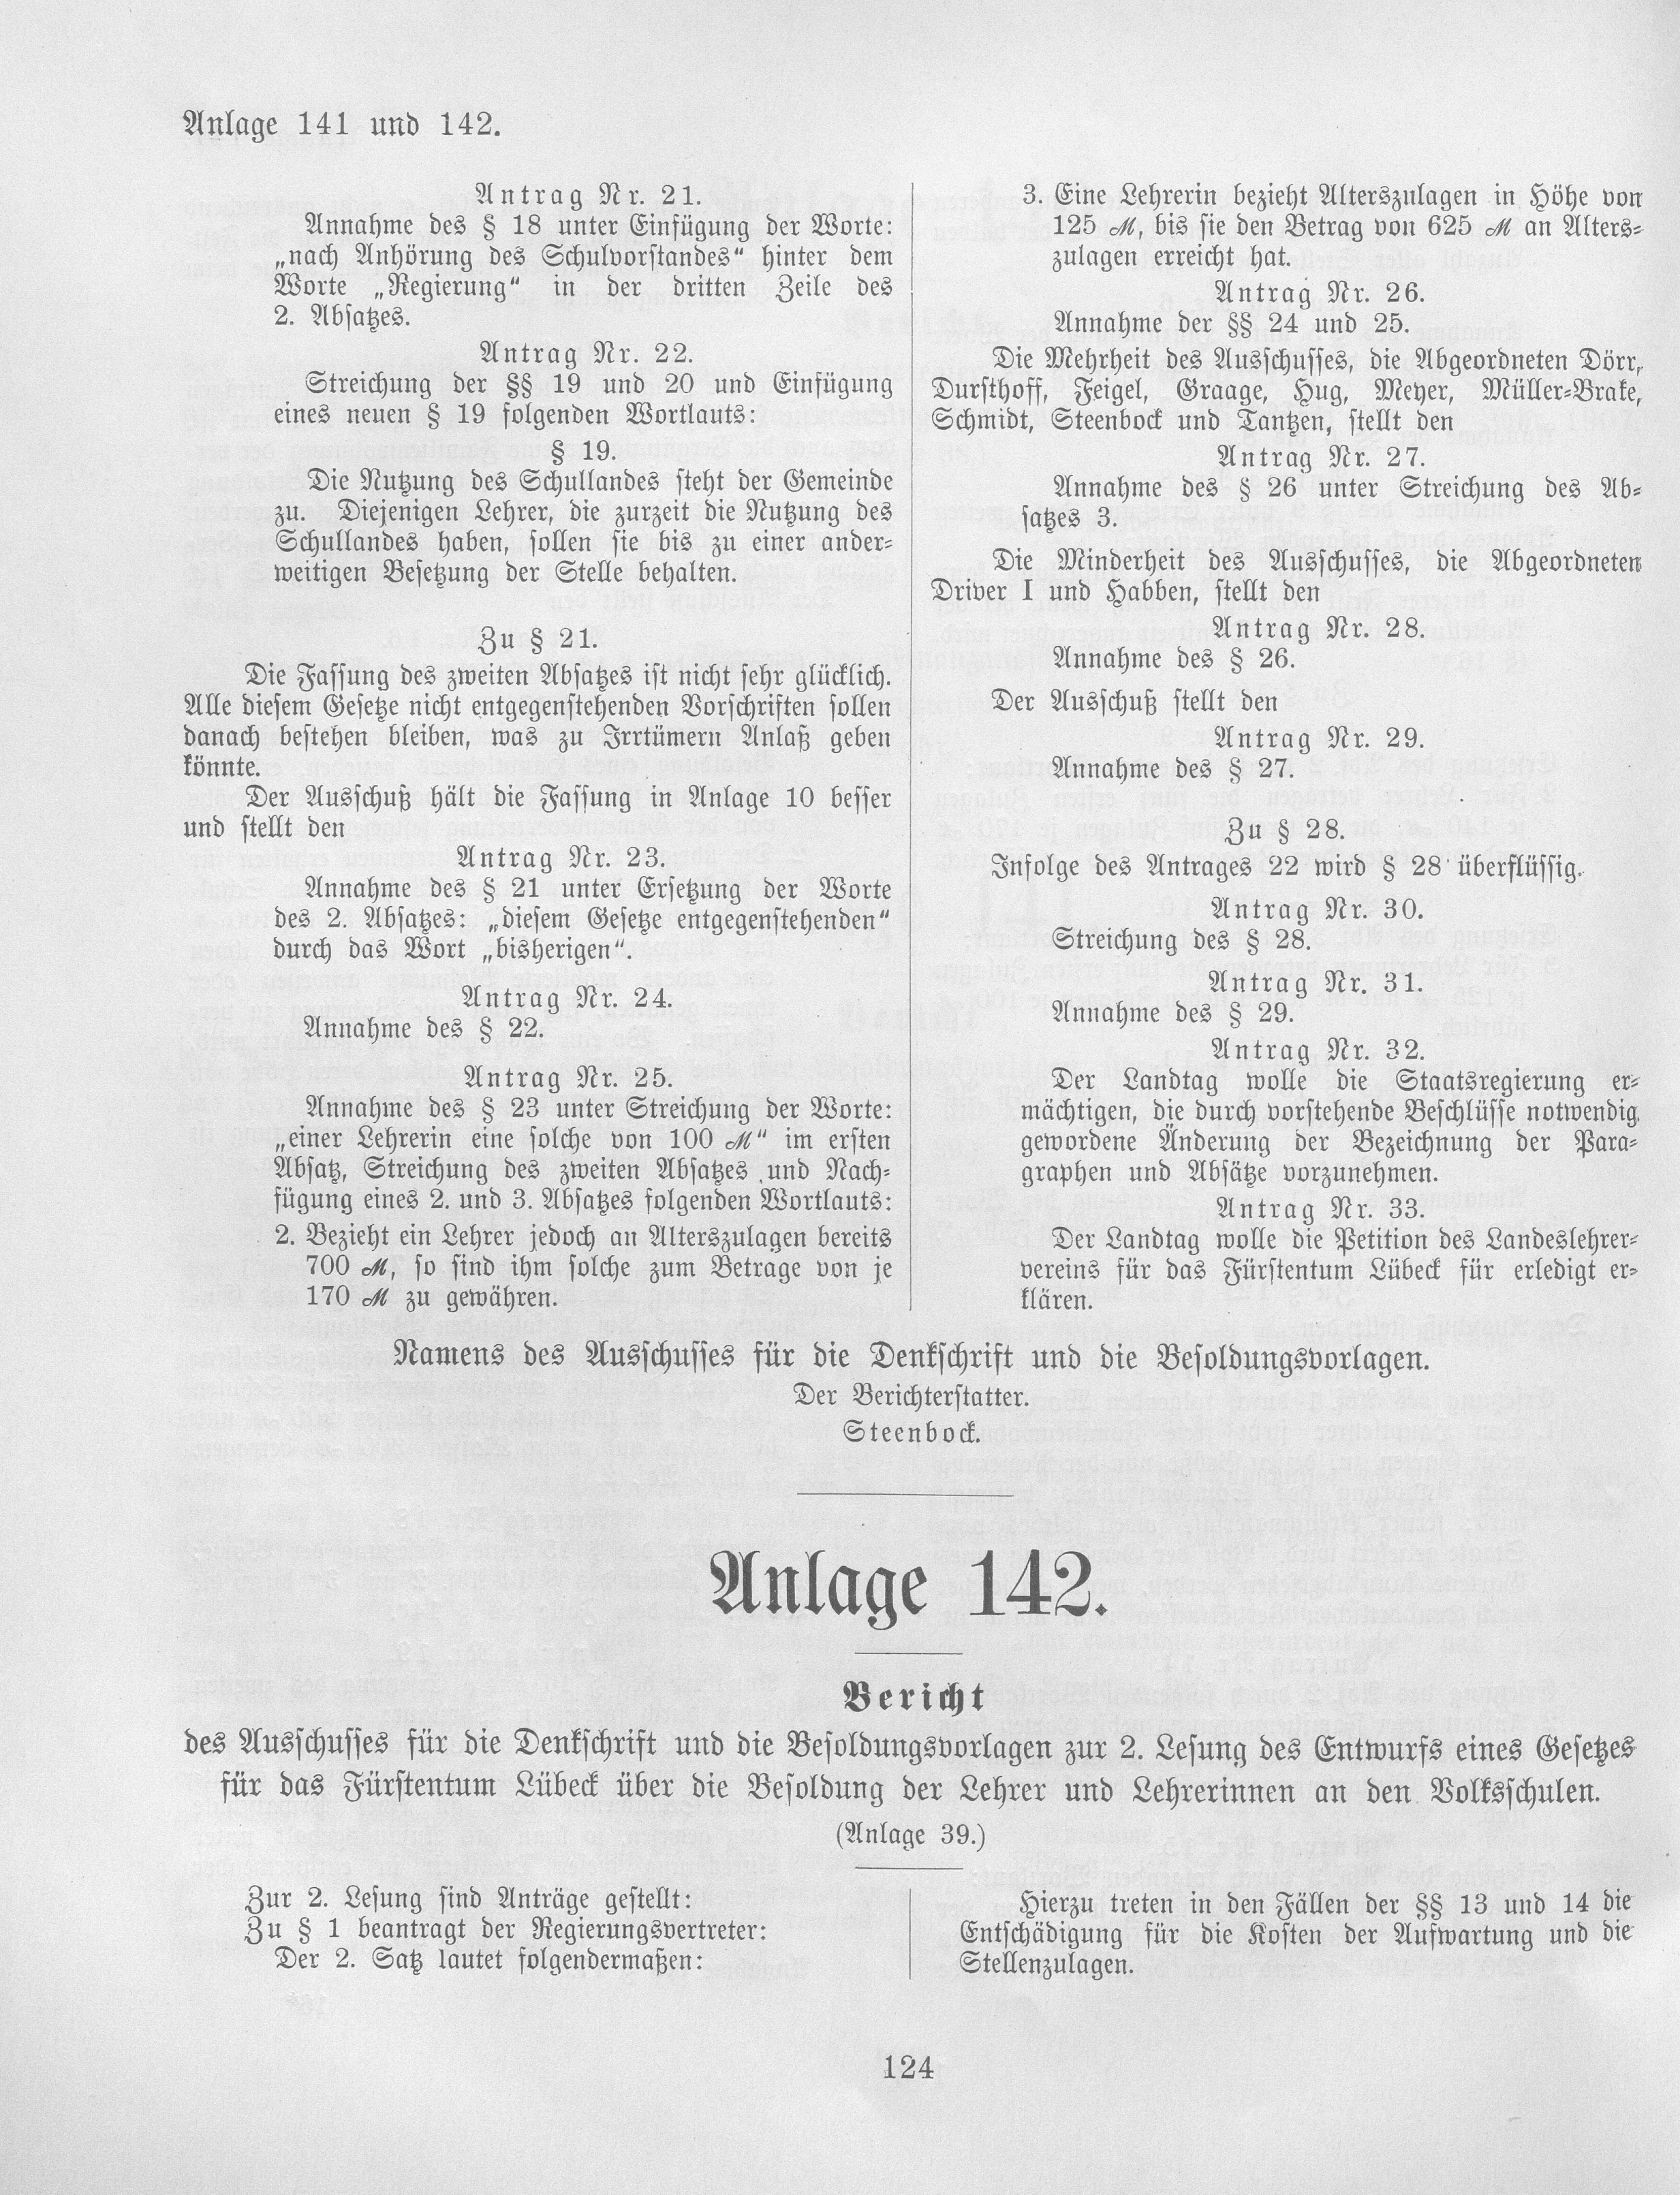 Anlage 141 und 142.
Antrag Nr. 21.
Annahme des § 18 unter Einfügung der Worte:
„nach Anhörung des Schulvorstandes“ hinter dem
Worte „Regierung“ in der dritten Zeile des
2. Absatzes.
Antrag Nr. 22.
Streichung der §§ 19 und 20 und Einfügung
eines neuen § 19 folgenden Wortlauts:
§ 19.
Die Nutzung des Schullandes steht der Gemeinde
zu. Diejenigen Lehrer, die zurzeit die Nutzung des
Schullandes haben, sollen sie bis zu einer ander-
weitigen Besetzung der Stelle behalten.
Zu § 21.
Die Fassung des zweiten Absatzes ist nicht sehr glücklich.
Alle diesem Gesetze nicht entgegenstehenden Vorschriften sollen
danach bestehen bleiben, was zu Irrtümern Anlaß geben
könnte.
Der Ausschuß hält die Fassung in Anlage 10 besser
und stellt den
Antrag Nr. 23.
Annahme des § 21 unter Ersetzung der Worte
des 2. Absatzes: „diesem Gesetze entgegenstehenden“
durch das Wort „bisherigen“.
Antrag Nr. 24.
Annahme des § 22.
Antrag Nr. 25.
Annahme des § 23 unter Streichung der Worte:
„einer Lehrerin eine solche von 100 ℳ“ im ersten
Absatz, Streichung des zweiten Absatzes und Nach-
fügung eines 2. und 3. Absatzes folgenden Wortlauts:
2. Bezieht ein Lehrer jedoch an Alterszulagen bereits
700 ℳ, so sind ihm solche zum Betrage von je
170 ℳ zu gewähren.
3. Eine Lehrerin bezieht Alterszulagen in Höhe von
125 ℳ, bis sie den Betrag von 625 ℳ an Alters-
zulagen erreicht hat.
Antrag Nr. 26.
Annahme der §§ 24 und 25.
Die Mehrheit des Ausschusses, die Abgeordneten Dörr,
Dursthoff, Feigel, Graage, Hug, Meyer, Müller-Brake,
Schmidt, Steenbock und Tantzen, stellt den
Antrag Nr. 27.
Annahme des § 26 unter Streichung des Ab-
satzes 3.
Die Minderheit des Ausschusses, die Abgeordneten
Driver I und Habben, stellt den
Antrag Nr. 28.
Annahme des § 26.
Der Ausschuß stellt den
Antrag Nr. 29.
Annahme des § 27.
Zu § 28.
Infolge des Antrages 22 wird § 28 überflüssig.
Antrag Nr. 30.
Streichung des § 28.
Antrag Nr. 31.
Annahme des § 29.
Antrag Nr. 32.
Der Landtag wolle die Staatsregierung er-
mächtigen, die durch vorstehende Beschlüsse notwendig
gewordene Änderung der Bezeichnung der Para-
graphen und Absätze vorzunehmen.
Antrag Nr. 33.
Der Landtag wolle die Petition des Landeslehrer-
vereins für das Fürstentum Lübeck für erledigt er-
klären.
Namens des Ausschusses für die Denkschrift und die Besoldungsvorlagen.
Der Berichterstatter.
Steenbock.
Anlage 142.
Bericht
des Ausschusses für die Denkschrift und die Besoldungsvorlagen zur 2. Lesung des Entwurfs eines Gesetzes
für das Fürstentum Lübeck über die Besoldung der Lehrer und Lehrerinnen an den Volksschulen.
(Anlage 39.)
Zur 2. Lesung sind Anträge gestellt:
Zu § 1 beantragt der Regierungsvertreter:
Der 2. Satz lautet folgendermaßen:
Hierzu treten in den Fällen der §§ 13 und 14 die
Entschädigung für die Kosten der Aufwartung und die
Stellenzulagen.
124